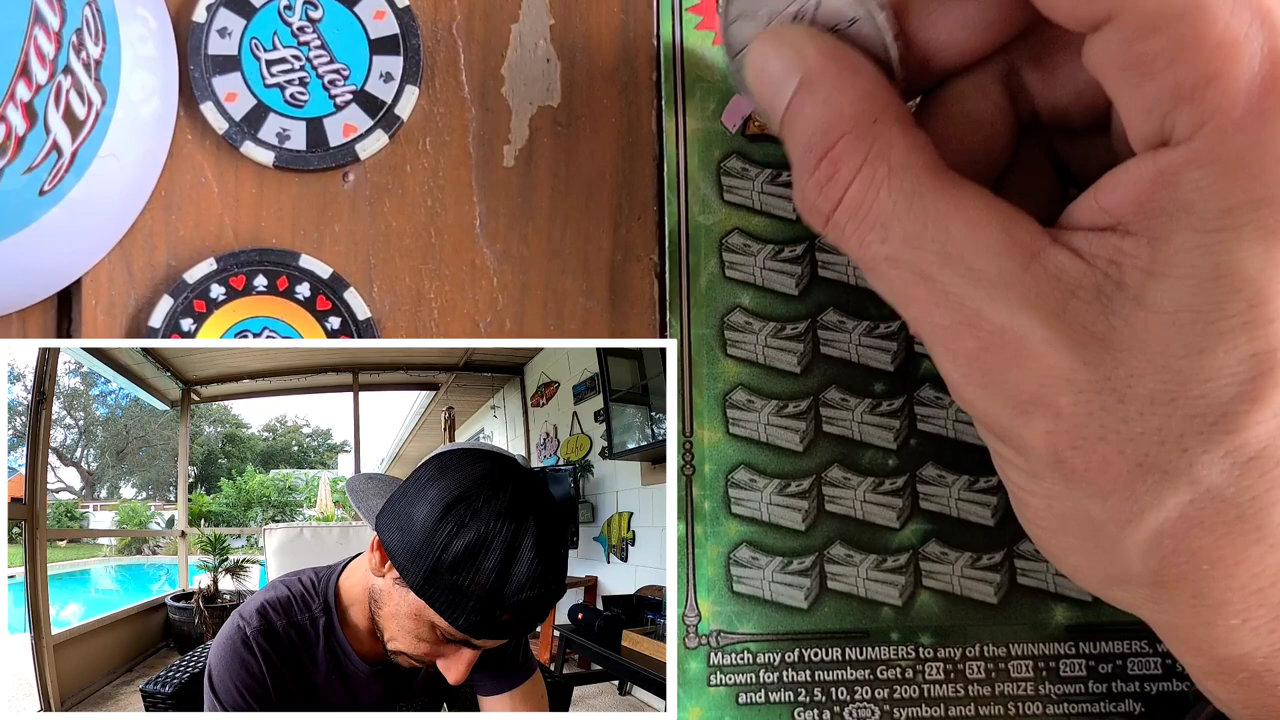 Scratch
Life
Life
Life
Match any of YOUR NUMBERS to any of the WINNING NUMBERS,
shown for that number. Get a "2X", "5X", "10X", "20X" or "200X"
and win 2, 5, 10, 20 or 200 TIMES the PRIZE shown for that
Get a "$100" symbol and win $100 automatically.